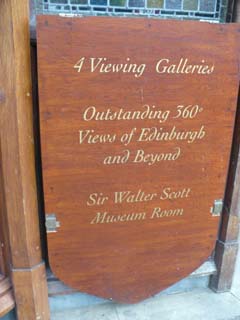 4 Viewing Galleries
Outstanding 360°
Views of Edinburgh
and Beyond
Sir Walter Scott
Museum Room